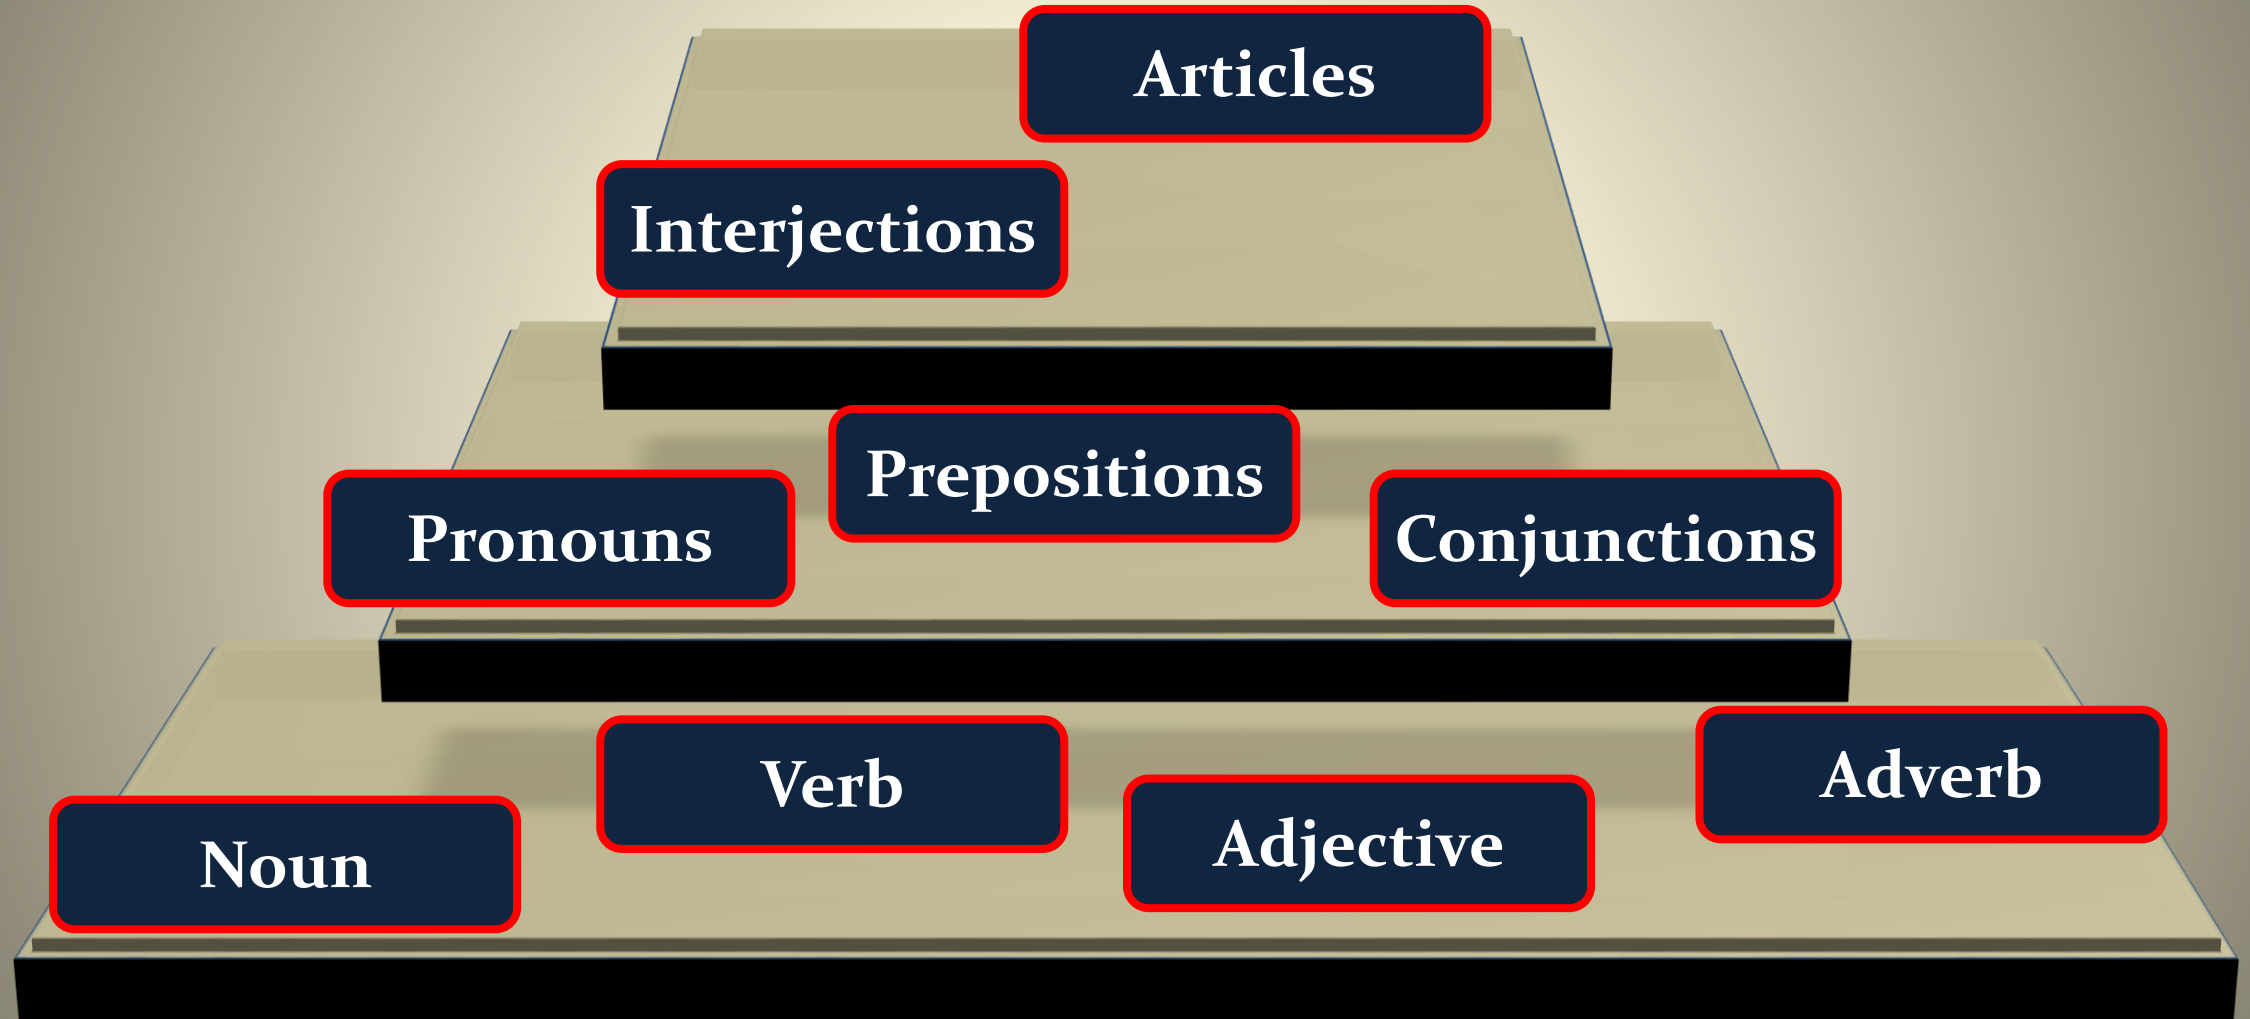 Articles
Interjections
Prepositions
Pronouns
Conjunctions
Verb
Adverb
Adjective
Noun